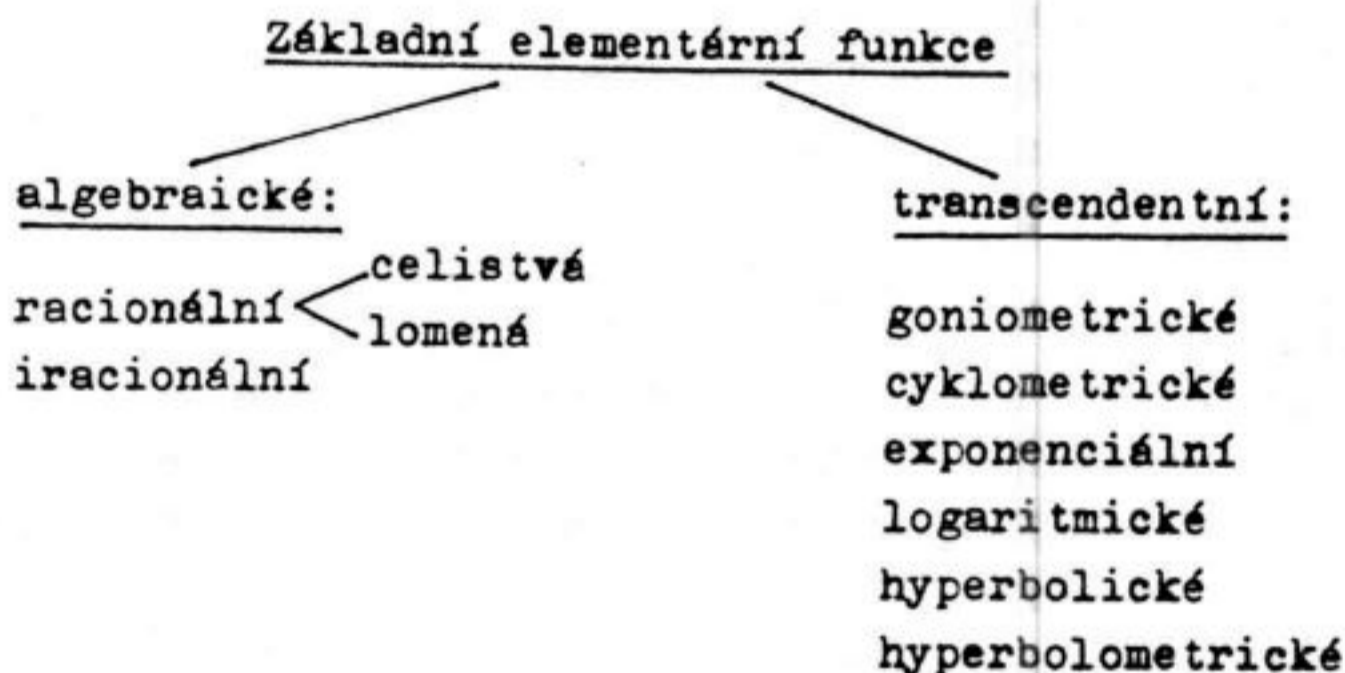 Základní elementární funkce
algebraické:
racionální
celistvá
lomená
iracionální
transcendentní:
goniometrické
cyklometrické
exponenciální
logaritmické
hyperbolické
hyperbolometrické